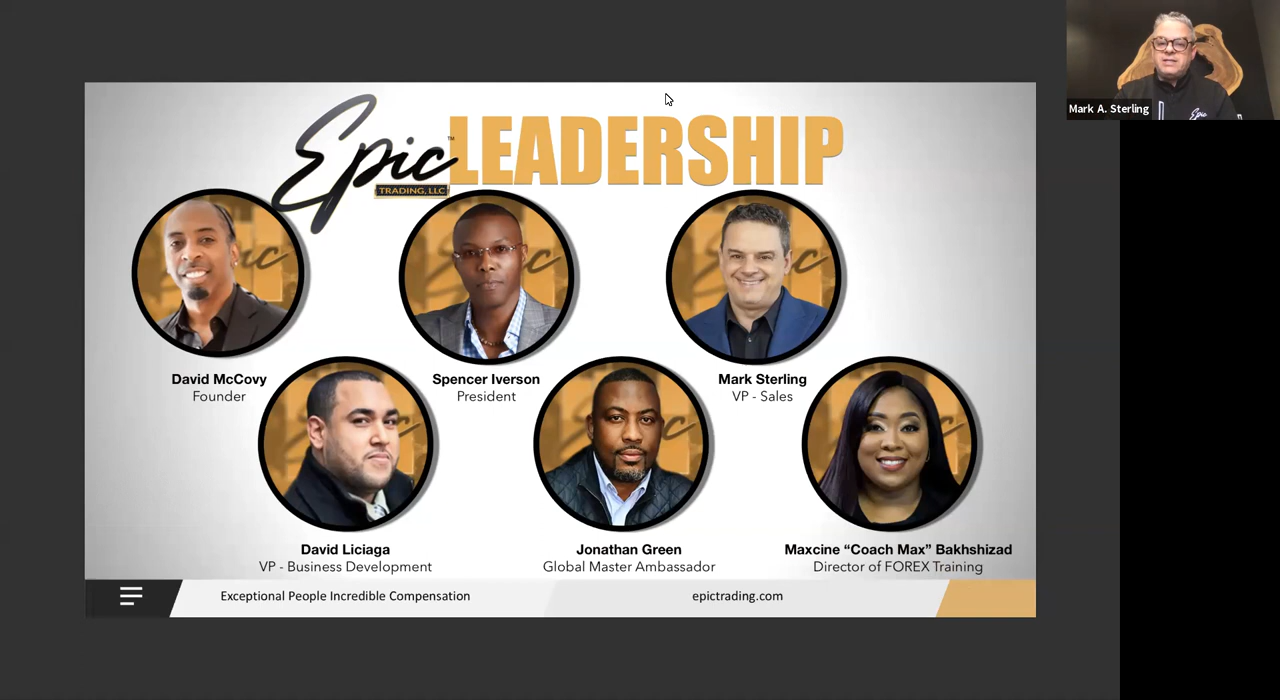 Mark A. Sterling
Epic LEADERSHIP
™
TRADING, LLC
David McCovy
Founder
Spencer Iverson
President
Mark Sterling
VP - Sales
David Liciaga
VP - Business Development
Jonathan Green
Global Master Ambassador
Maxcine “Coach Max” Bakhshizad
Director of FOREX Training
Exceptional People Incredible Compensation
epictrading.com
Epic